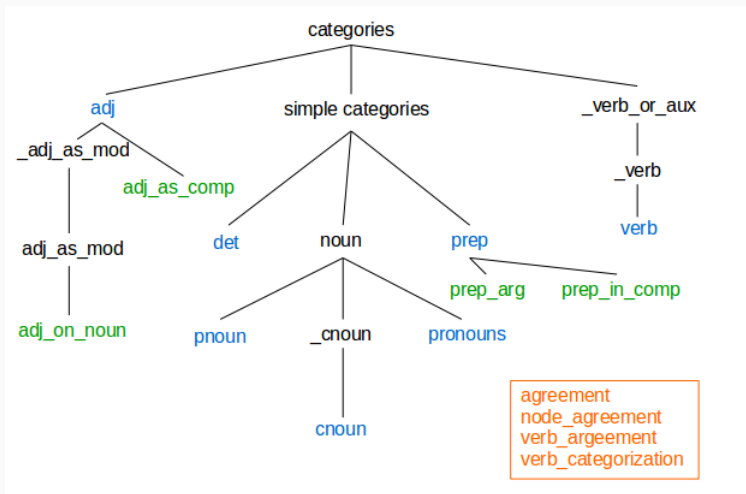 categories
adj
simple categories
_verb_or_aux
_adj_as_mod
adj_as_comp
_verb
verb
adj_as_mod
det
noun
prep
prep_arg
prep_in_comp
adj_on_noun
pnoun
_cnoun
pronouns
cnoun
agreement
node_agreement
verb_argeement
verb_categorization